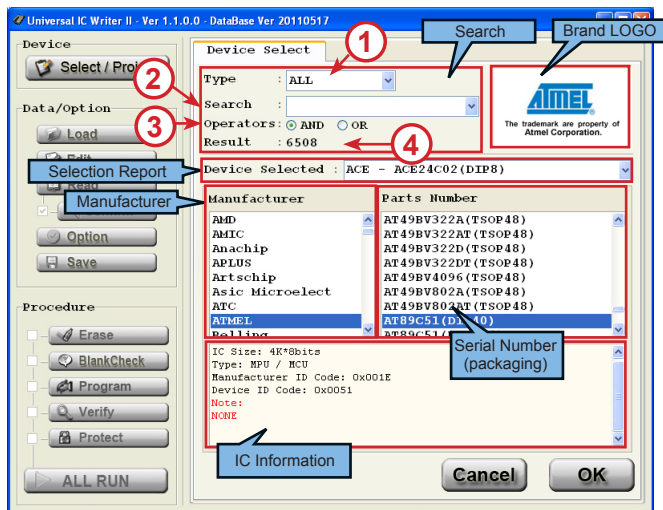 Universal IC Writer II - Ver 1.1.0.0 - DataBase Ver 20110517
Search
Brand LOGO
Device
Select / Proj
Data/Option
Load
Edit
Read
Option
Save
Procedure
Erase
BlankCheck
Program
Verify
Protect
ALL RUN
Device Select
1
Type : ALL
2
Search :
3
Operators: AND OR
4
Result : 6508
ATMEL
The trademark are property of
Atmel Corporation.
Selection Report
Device Selected : ACE - ACE24C02(DIP8)
Manufacturer
Manufacturer
AMD
AMIC
Anachip
APLUS
Artschip
Asic Microelect
ATC
ATMEL
Belling
Parts Number
AT49BV322A(TSOP48)
AT49BV322AT(TSOP48)
AT49BV322D(TSOP48)
AT49BV322DT(TSOP48)
AT49BV4096(TSOP48)
AT49BV802A(TSOP48)
AT49BV802AT(TSOP48)
AT89C51(DIP40)
Serial Number
(packaging)
IC Size: 4K*8bits
Type: MPU / MCU
Manufacturer ID Code: 0x001E
Device ID Code: 0x0051
Note:
NONE
IC Information
Cancel
OK